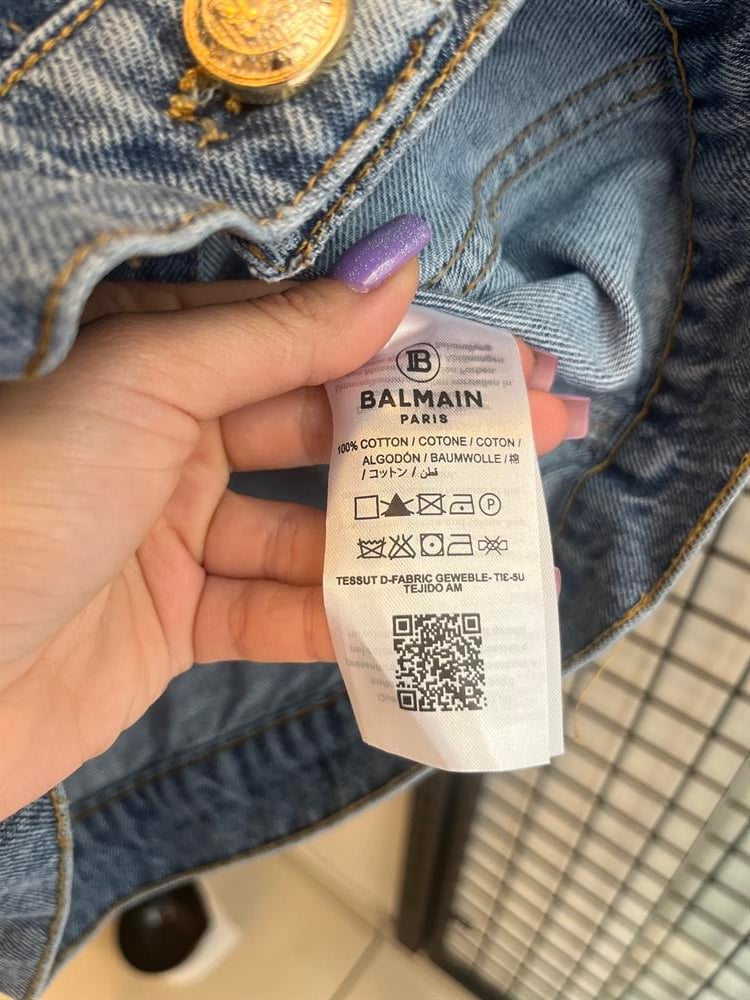 B
BALMAIN
PARIS
100% COTTON / COTONE / COTON /
ALGODÓN / BAUMWOLLE / 棉
/ コットン / قطن
P
TESSUT D-FABRIC GEWEBLE- TIE-5U
TEJIDO AM